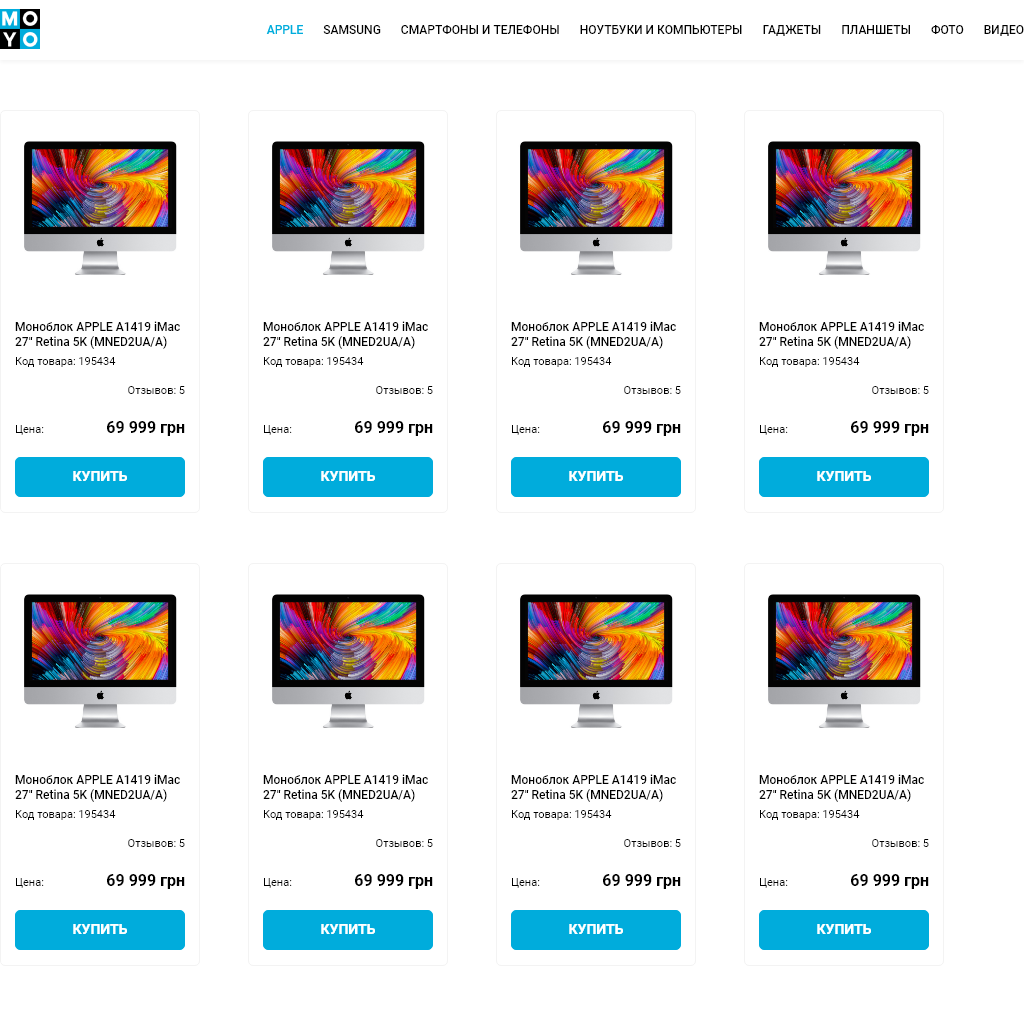 MO
YO
APPLE SAMSUNG СМАРТФОНЫ И ТЕЛЕФОНЫ НОУТБУКИ И КОМПЬЮТЕРЫ ГАДЖЕТЫ ПЛАНШЕТЫ ФОТО ВИДЕО
Моноблок APPLE A1419 iMac
27" Retina 5K (MNED2UA/A)
Код товара: 195434
Отзывов: 5
Цена: 69 999 грн
КУПИТЬ
Моноблок APPLE A1419 iMac
27" Retina 5K (MNED2UA/A)
Код товара: 195434
Отзывов: 5
Цена: 69 999 грн
КУПИТЬ
Моноблок APPLE A1419 iMac
27" Retina 5K (MNED2UA/A)
Код товара: 195434
Отзывов: 5
Цена: 69 999 грн
КУПИТЬ
Моноблок APPLE A1419 iMac
27" Retina 5K (MNED2UA/A)
Код товара: 195434
Отзывов: 5
Цена: 69 999 грн
КУПИТЬ
Моноблок APPLE A1419 iMac
27" Retina 5K (MNED2UA/A)
Код товара: 195434
Отзывов: 5
Цена: 69 999 грн
КУПИТЬ
Моноблок APPLE A1419 iMac
27" Retina 5K (MNED2UA/A)
Код товара: 195434
Отзывов: 5
Цена: 69 999 грн
КУПИТЬ
Моноблок APPLE A1419 iMac
27" Retina 5K (MNED2UA/A)
Код товара: 195434
Отзывов: 5
Цена: 69 999 грн
КУПИТЬ
Моноблок APPLE A1419 iMac
27" Retina 5K (MNED2UA/A)
Код товара: 195434
Отзывов: 5
Цена: 69 999 грн
КУПИТЬ